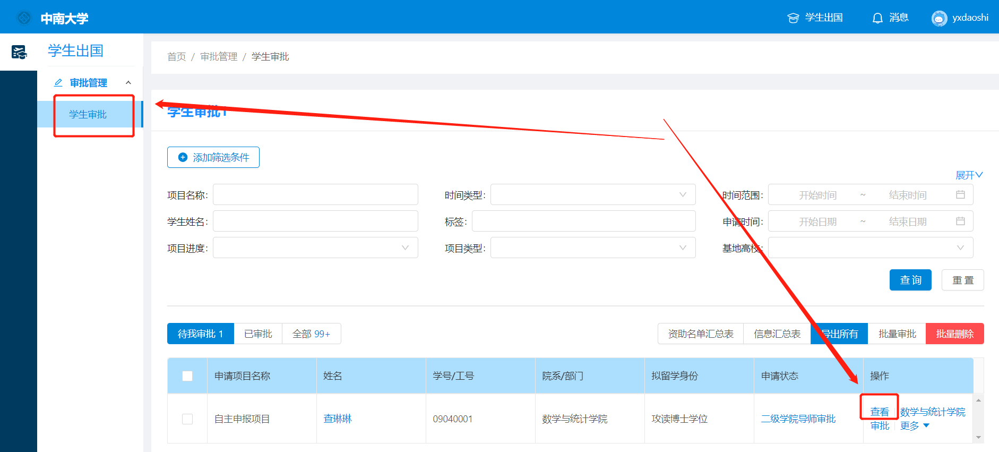 中南大学
学生出国 消息 yxdaoshi
学生出国
审批管理
学生审批
首页 / 审批管理 / 学生审批
学生审批1
添加筛选条件
展开
项目名称: 时间类型: 时间范围: 开始时间 ~ 结束时间
学生姓名: 标签: 申请时间: 开始日期 ~ 结束日期
项目进度: 项目类型: 基地高校:
查询 重置
待我审批 1 已审批 全部 99+ 资助名单汇总表 信息汇总表 导出所有 批量审批 批量删除
申请项目名称 姓名 学号/工号 院系/部门 拟留学身份 申请状态 操作
自主申报项目 查琳琳 09040001 数学与统计学院 攻读博士学位 二级学院导师审批 查看 数学与统计学院
审批 更多